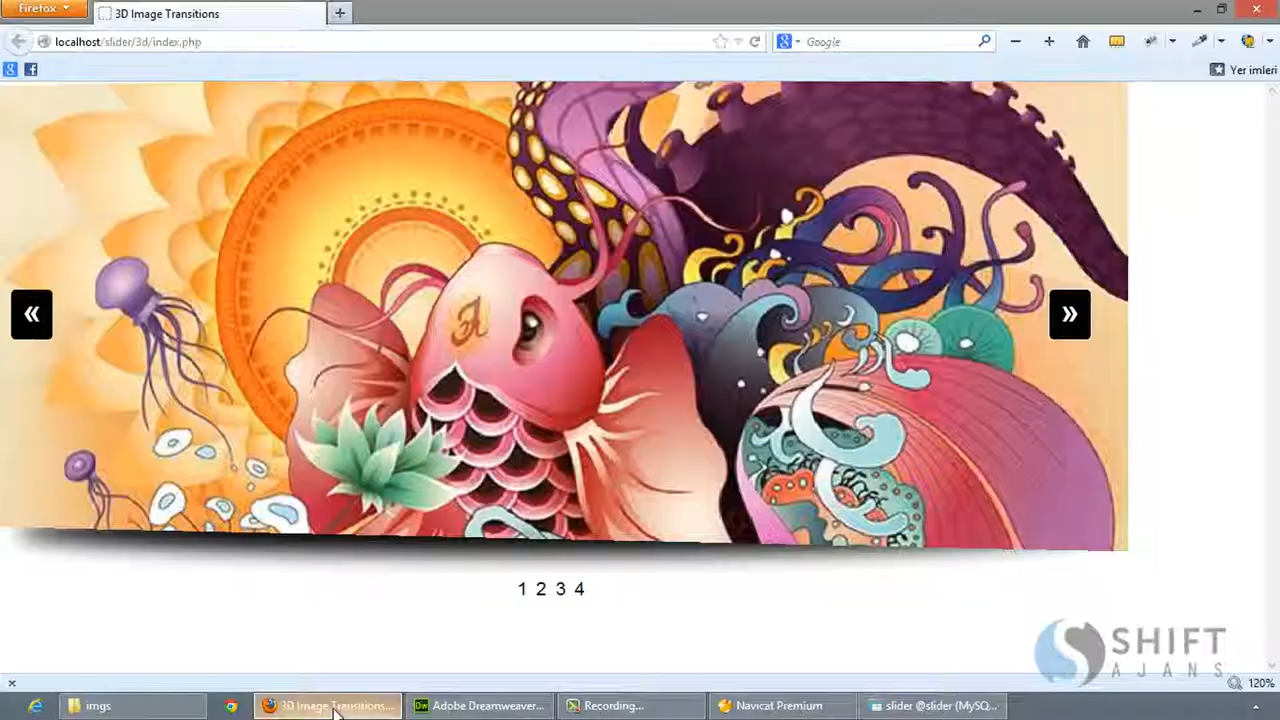 Firefox
3D Image Transitions
localhost/slider/3d/index.php
Google
Yer imleri
«
»
1 2 3 4
SHIFT
AJANS
120%
imgs
3D Image Transitions...
Adobe Dreamweaver...
Recording...
Navicat Premium
slider @slider (MySQ...